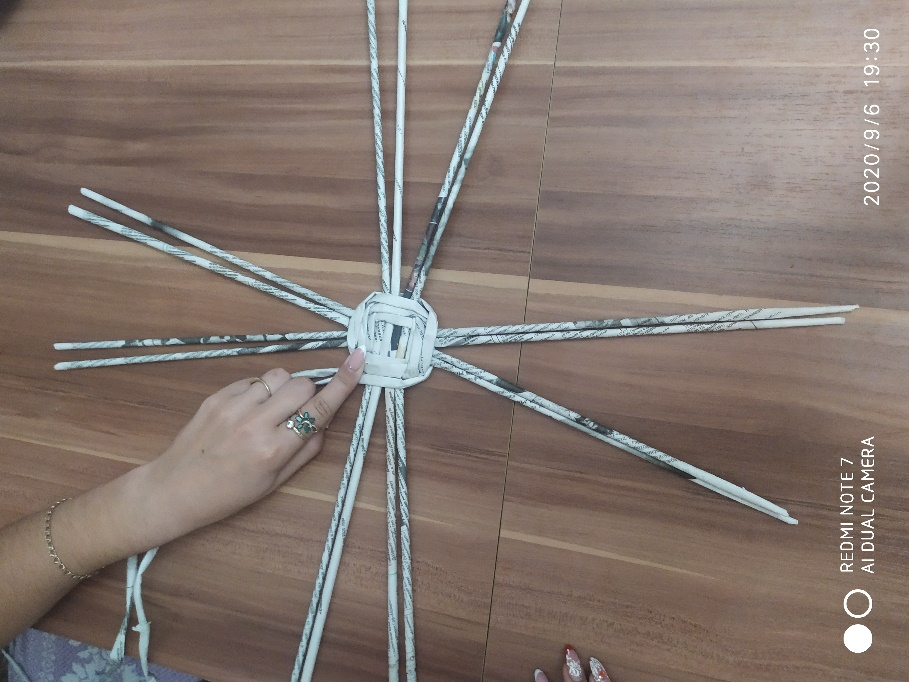 2020/9/6 19:30
REDMI NOTE 7
AI DUAL CAMERA